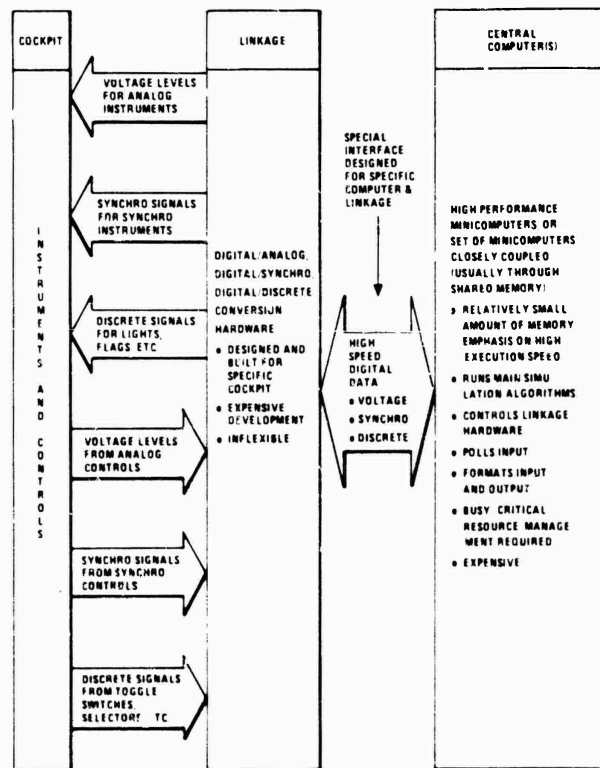 COCKPIT
LINKAGE
CENTRAL
COMPUTER(S)
INSTRUMENTS AND CONTROLS
VOLTAGE LEVELS
FOR ANALOG
INSTRUMENTS
SYNCHRO SIGNALS
FOR SYNCHRO
INSTRUMENTS
DISCRETE SIGNALS
FOR LIGHTS,
FLAGS, ETC
VOLTAGE LEVELS
FROM ANALOG
CONTROLS
SYNCHRO SIGNALS
FROM SYNCHRO
CONTROLS
DISCRETE SIGNALS
FROM TOGGLE
SWITCHES,
DIGITAL/ANALOG,
DIGITAL/SYNCHRO,
DIGITAL/DISCRETE
CONVERSION
HARDWARE
• DESIGNED AND
BUILT FOR
SPECIFIC
COCKPIT
• EXPENSIVE
DEVELOPMENT
• INFLEXIBLE
SPECIAL
INTERFACE
DESIGNED
FOR SPECIFIC
COMPUTER &
LINKAGE
HIGH
SPEED
DIGITAL
DATA
• VOLTAGE
• SYNCHRO
• DISCRETE
HIGH PERFORMANCE
MINICOMPUTERS, OR
SET OF MINICOMPUTERS
CLOSELY COUPLED
(USUALLY THROUGH
SHARED MEMORY)
• RELATIVELY SMALL
AMOUNT OF MEMORY
EMPHASIS ON HIGH
EXECUTION SPEED
• RUNS MAIN SIMU
LATION ALGORITHMS
• CONTROLS LINKAGE
HARDWARE
• POLLS INPUT
• FORMATS INPUT
AND OUTPUT
• BUSY CRITICAL
RESOURCE MANAGE
MENT REQUIRED
• EXPENSIVE